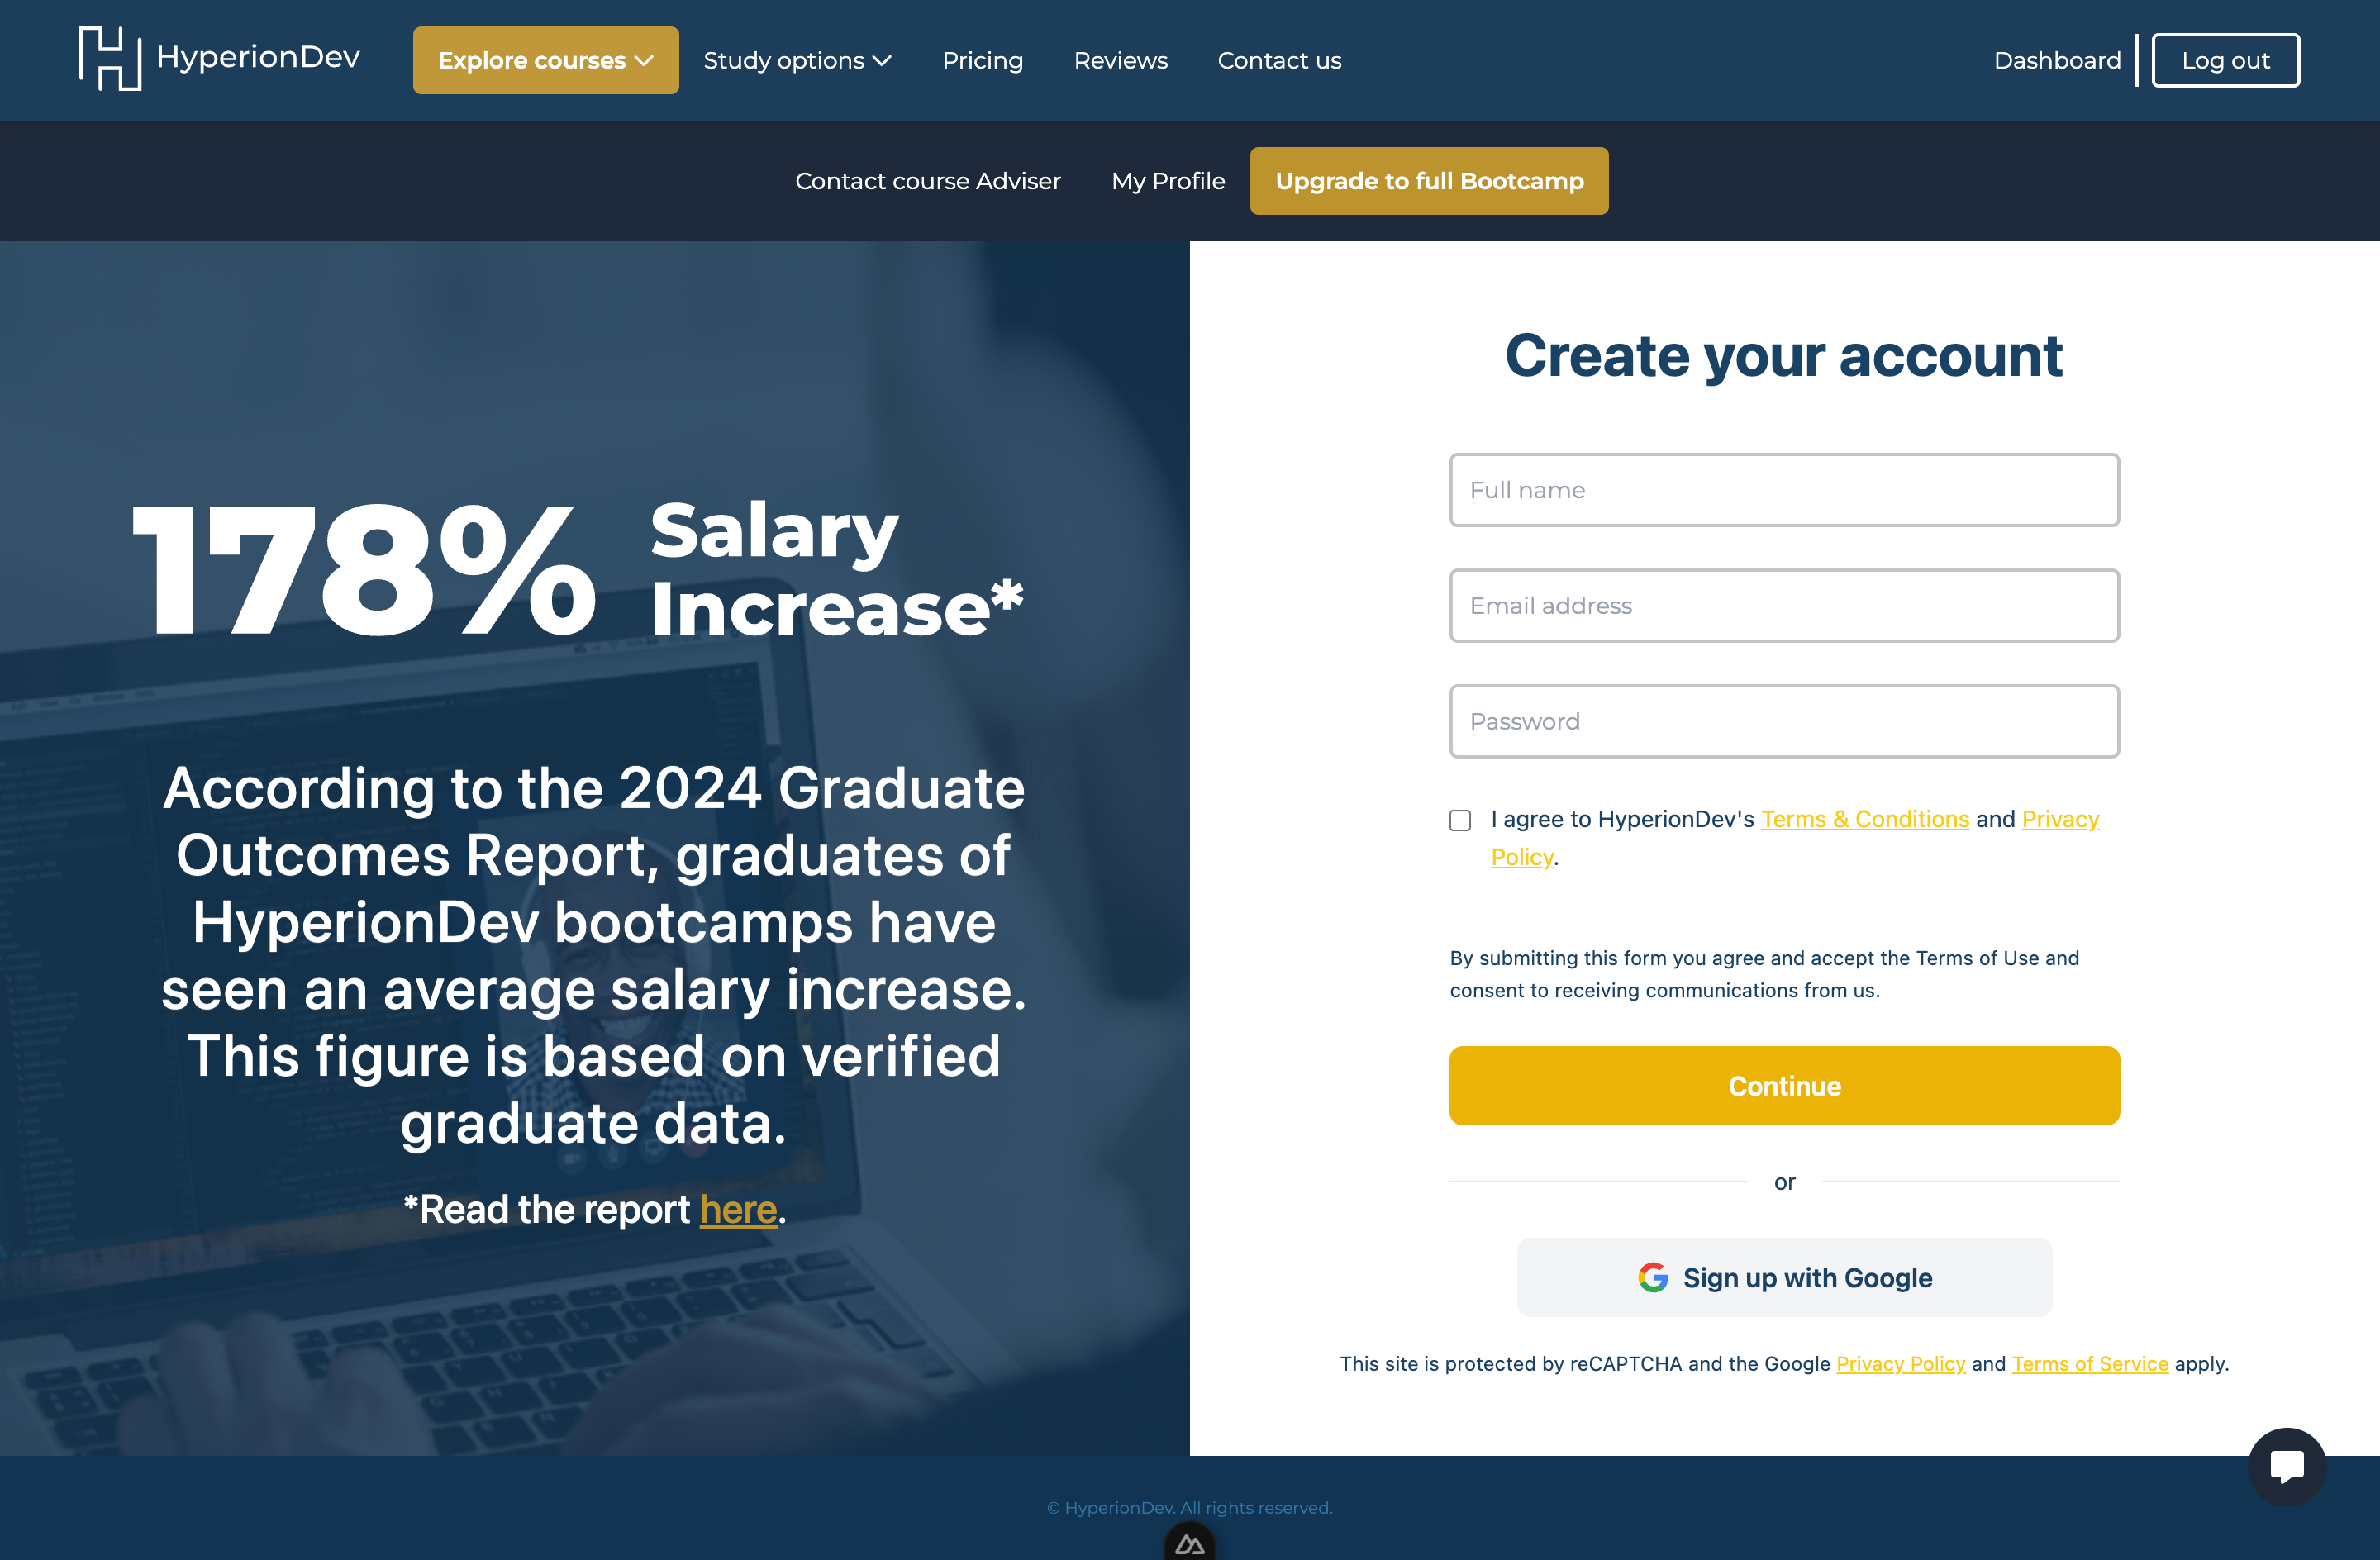 HyperionDev
Explore courses
Study options
Pricing
Reviews
Contact us
Dashboard
Log out
Contact course Adviser
My Profile
Upgrade to full Bootcamp
178%
Salary
Increase*
According to the 2024 Graduate
Outcomes Report, graduates of
HyperionDev bootcamps have
seen an average salary increase.
This figure is based on verified
graduate data.
*Read the report here.
Create your account
Full name
Email address
Password
I agree to HyperionDev's Terms & Conditions and Privacy
Policy.
By submitting this form you agree and accept the Terms of Use and
consent to receiving communications from us.
Continue
or
Sign up with Google
This site is protected by reCAPTCHA and the Google Privacy Policy and Terms of Service apply.
© HyperionDev. All rights reserved.